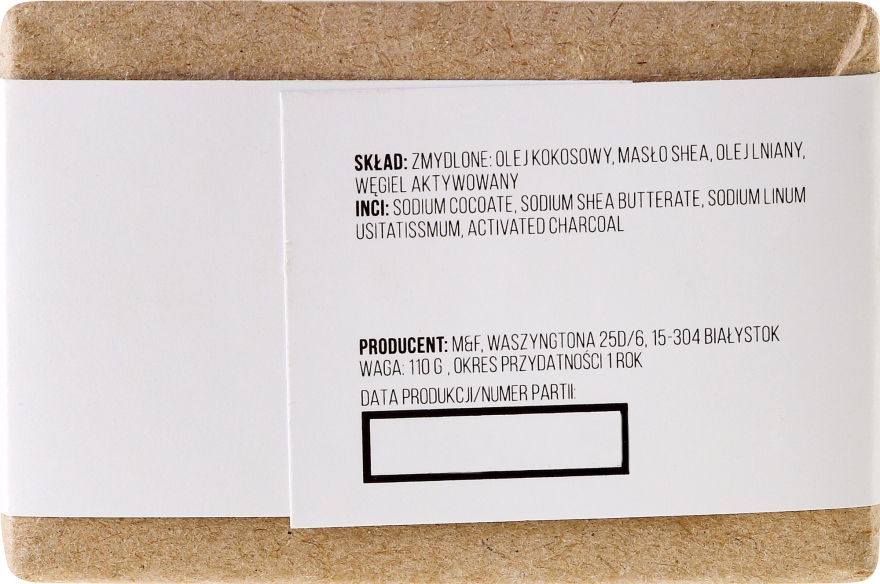 SKŁAD: ZMYDLONE: OLEJ KOKOSOWY, MASŁO SHEA, OLEJ LNIANY,
WĘGIEL AKTYWOWANY
INCI: SODIUM COCOATE, SODIUM SHEA BUTTERATE, SODIUM LINUM
USITATISSMUM, ACTIVATED CHARCOAL
PRODUCENT: M&F, WASZYNGTONA 25D/6, 15-304 BIAŁYSTOK
WAGA: 110 G , OKRES PRZYDATNOŚCI 1 ROK
DATA PRODUKCJI/NUMER PARTII: